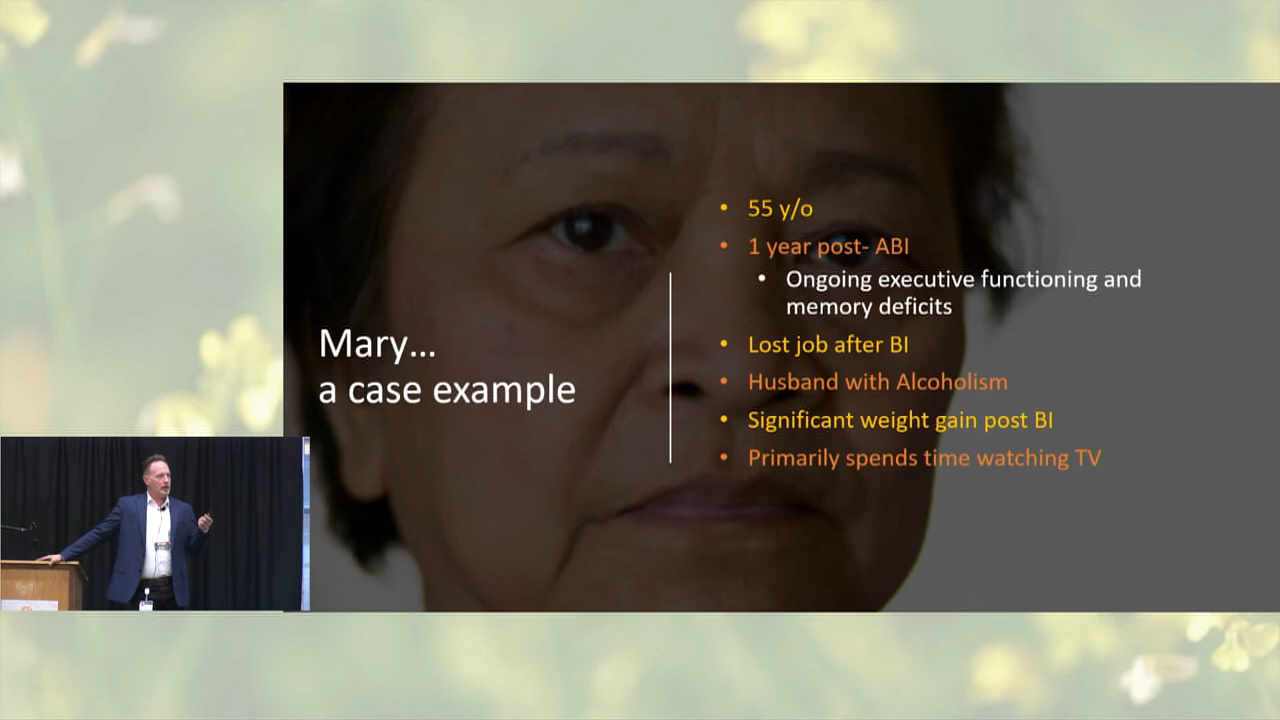 Mary...
a case example
• 55 y/o
• 1 year post- ABI
• Ongoing executive functioning and
memory deficits
• Lost job after BI
• Husband with Alcoholism
• Significant weight gain post BI
• Primarily spends time watching TV